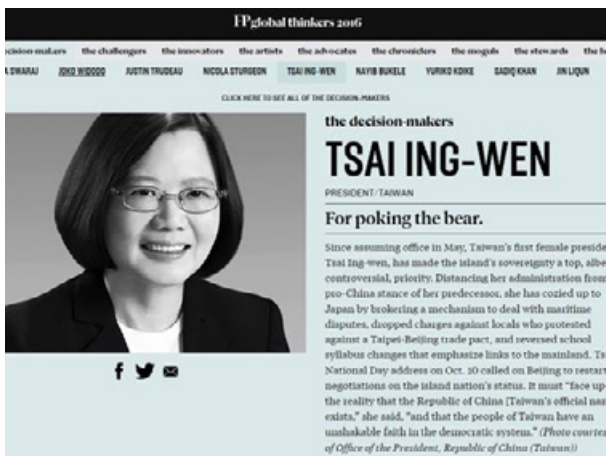 FP global thinkers 2016
decision-makers the challengers the innovators the artists the advocates the chroniclers the moguls the stewards the
SWARAJ JOKO WIDODO JUSTIN TRUDEAU NICOLA STURGEON TSAI ING-WEN NAYIB BUKELE YURIKO KOIKE SADIQ KHAN JIN LIQUN
CLICK HERE TO SEE ALL OF THE DECISION-MAKERS
the decision-makers
TSAI ING-WEN
PRESIDENT/TAIWAN
For poking the bear.
Since assuming office in May, Taiwan's first female preside
Tsai Ing-wen, has made the island's sovereignty a top, albe
controversial, priority. Distancing her administration from
pro-China stance of her predecessor, she has cozied up to
Japan by brokering a mechanism to deal with maritime
disputes, dropped charges against locals who protested
against a Taipei-Beijing trade pact, and reversed school
syllabus changes that emphasize links to the mainland. Ts
National Day address on Oct. 10 called on Beijing to restart
negotiations on the island nation's status. It must "face up
the reality that the Republic of China [Taiwan's official nam
exists," she said, "and that the people of Taiwan have an
unshakable faith in the democratic system." (Photo courtes
of Office of the President, Republic of China (Taiwan))